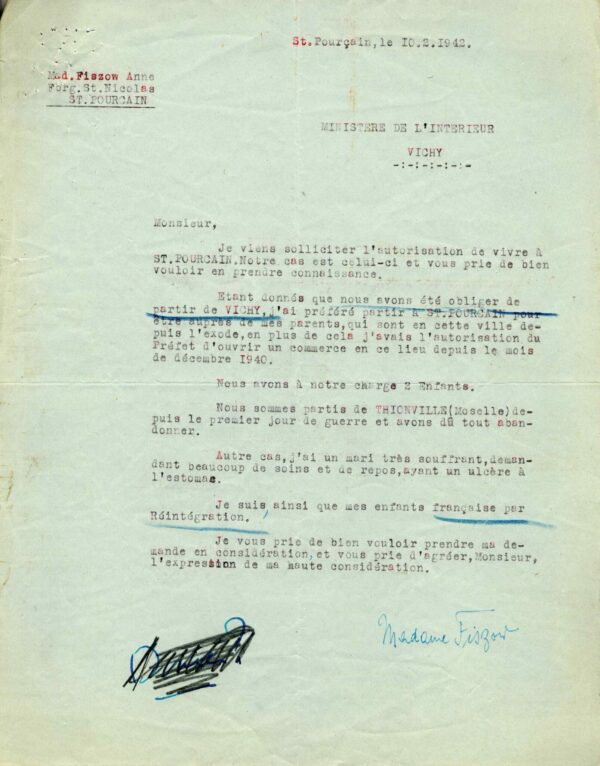 St.Pourçain, le 10.2.1942.
Mad.Fiszow Anne
Forg.St.Nicolas
ST.POURCAIN
MINISTERE DE L'INTERIEUR
VICHY
-:-:-:-:-:-
Monsieur,
Je viens solliciter l'autorisation de vivre à
ST.POURCAIN.Notre cas est celui-ci et vous prie de bien
vouloir en prendre connaissance.
Etant donnés que nous avons été obliger de
partir de VICHY,j'ai préféré partir à ST.POURCAIN pour
être auprès de mes parents,qui sont en cette ville de-
puis l'exode,en plus de cela j'avais l'autorisation du
Préfet d'ouvrir un commerce en ce lieu depuis le mois
de décembre 1940.
Nous avons à notre charge 2 Enfants.
Nous sommes partis de THIONVILLE(Moselle)de-
puis le premier jour de guerre et avons dû tout aban-
donner.
Autre cas,j'ai un mari très souffrant,deman-
dant beaucoup de soins et de repos,ayant un ulcère à
l'estomac.
Je suis ainsi que mes enfants française par
Réintégration.
Je vous prie de bien vouloir prendre ma de-
mande en considération,et vous prie d'agréer,Monsieur,
l'expression de ma haute considération.
Madame Fiszow